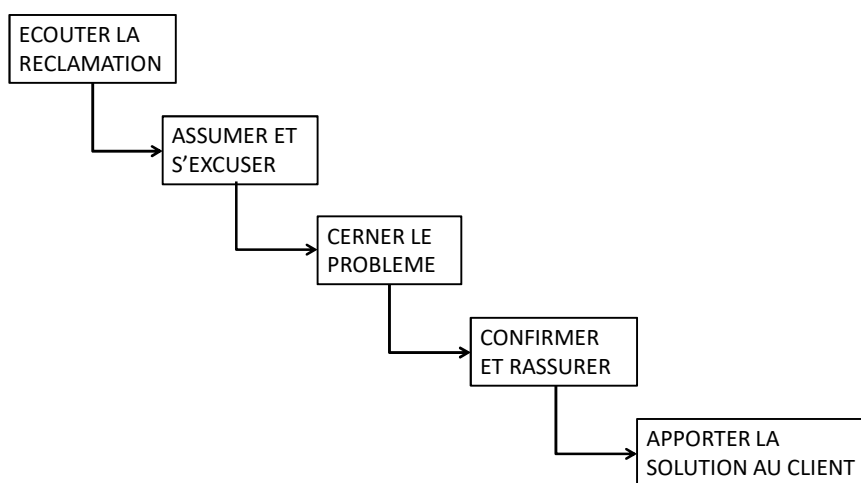 ECOUTER LA
RECLAMATION
ASSUMER ET
S’EXCUSER
CERNER LE
PROBLEME
CONFIRMER
ET RASSURER
APPORTER LA
SOLUTION AU CLIENT